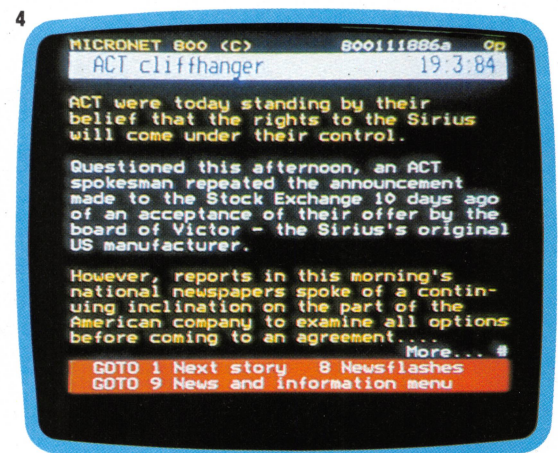 4
MICRONET 800 (C) 800111886a 0p
ACT cliffhanger 19:3:84
ACT were today standing by their
belief that the rights to the Sirius
will come under their control.
Questioned this afternoon, an ACT
spokesman repeated the announcement
made to the Stock Exchange 10 days ago
of an acceptance of their offer by the
board of Victor - the Sirius's original
US manufacturer.
However, reports in this morning's
national newspapers spoke of a contin-
uing inclination on the part of the
American company to examine all options
before coming to an agreement....
More... #
GOTO 1 Next story 8 Newsflashes
GOTO 9 News and information menu